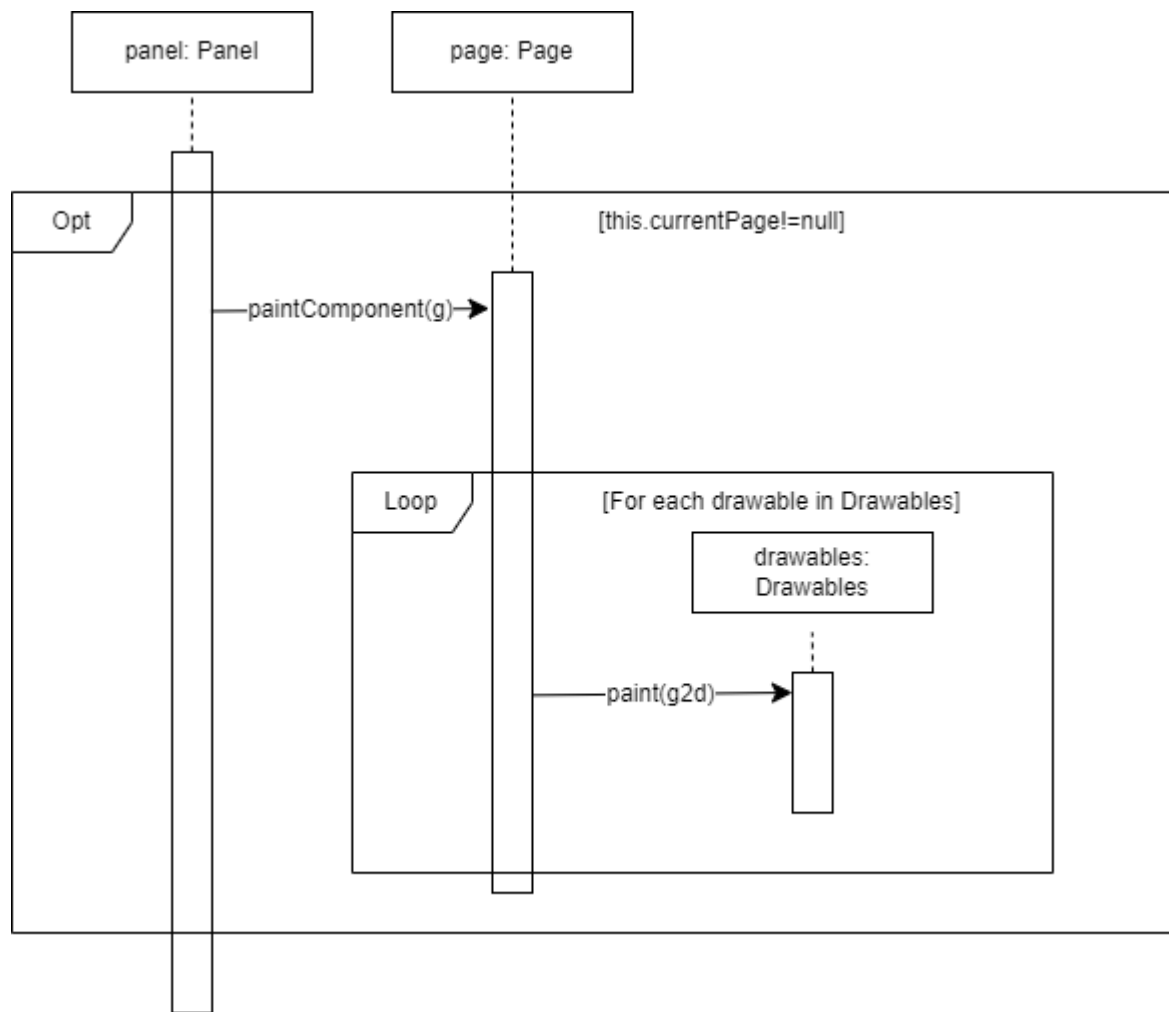 panel: Panel
page: Page
Opt
[this.currentPage!=null]
paintComponent(g)
Loop
[For each drawable in Drawables]
drawables:
Drawables
paint(g2d)